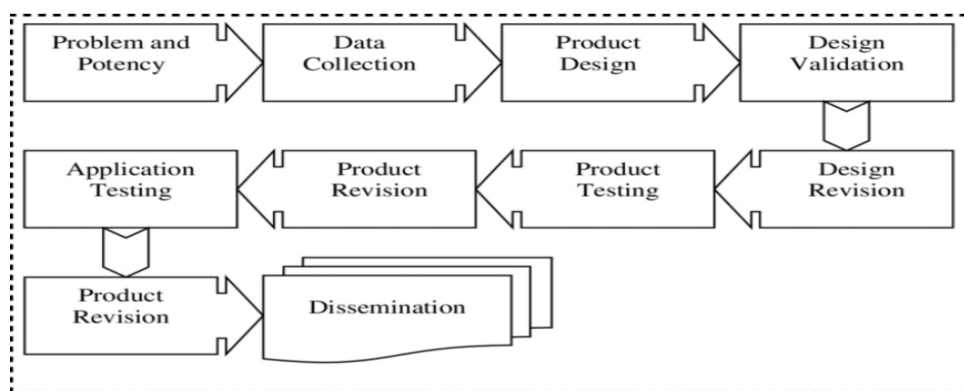 Problem and
Potency
Data
Collection
Product
Design
Design
Validation
Application
Testing
Product
Revision
Product
Testing
Design
Revision
Product
Revision
Dissemination